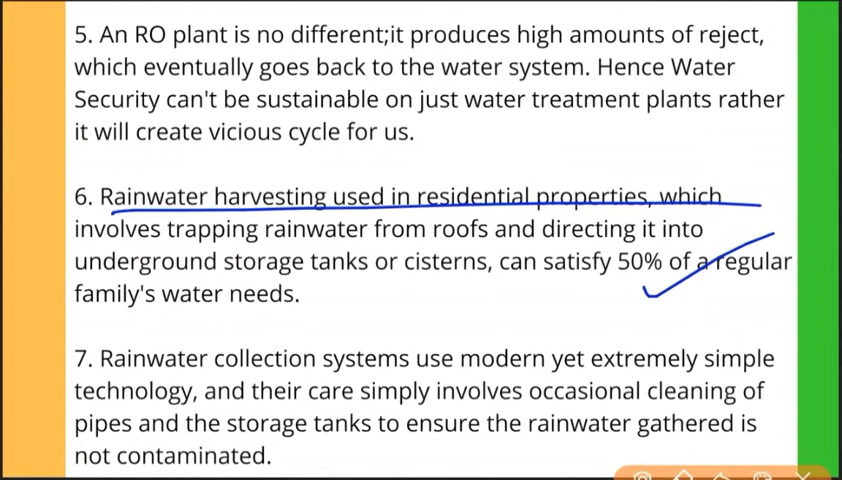 5. An RO plant is no different;it produces high amounts of reject,
which eventually goes back to the water system. Hence Water
Security can't be sustainable on just water treatment plants rather
it will create vicious cycle for us.
6. Rainwater harvesting used in residential properties, which
involves trapping rainwater from roofs and directing it into
underground storage tanks or cisterns, can satisfy 50% of a regular
family's water needs.
7. Rainwater collection systems use modern yet extremely simple
technology, and their care simply involves occasional cleaning of
pipes and the storage tanks to ensure the rainwater gathered is
not contaminated.